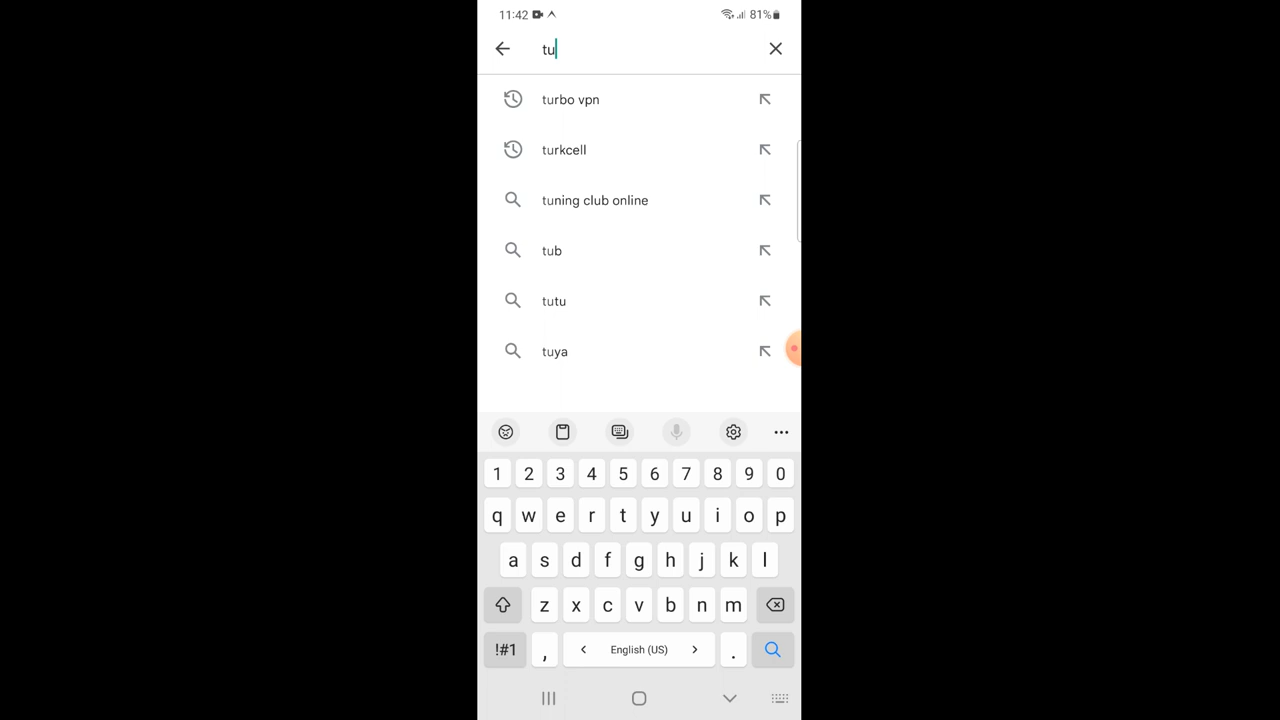 11:42 81%
tu
turbo vpn
turkcell
tuning club online
tub
tutu
tuya
1 2 3 4 5 6 7 8 9 0
q w e r t y u i o p
a s d f g h j k l
z x c v b n m
!#1 , < English (US) > .